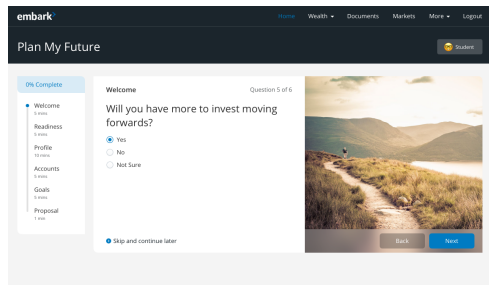 embark
Home Wealth Documents Markets More Logout
Plan My Future
Student
0% Complete
Welcome
5 mins
Readiness
5 mins
Profile
10 mins
Accounts
5 mins
Goals
5 mins
Proposal
1 min
Welcome
Question 5 of 6
Will you have more to invest moving
forwards?
Yes
No
Not Sure
Skip and continue later
Back
Next